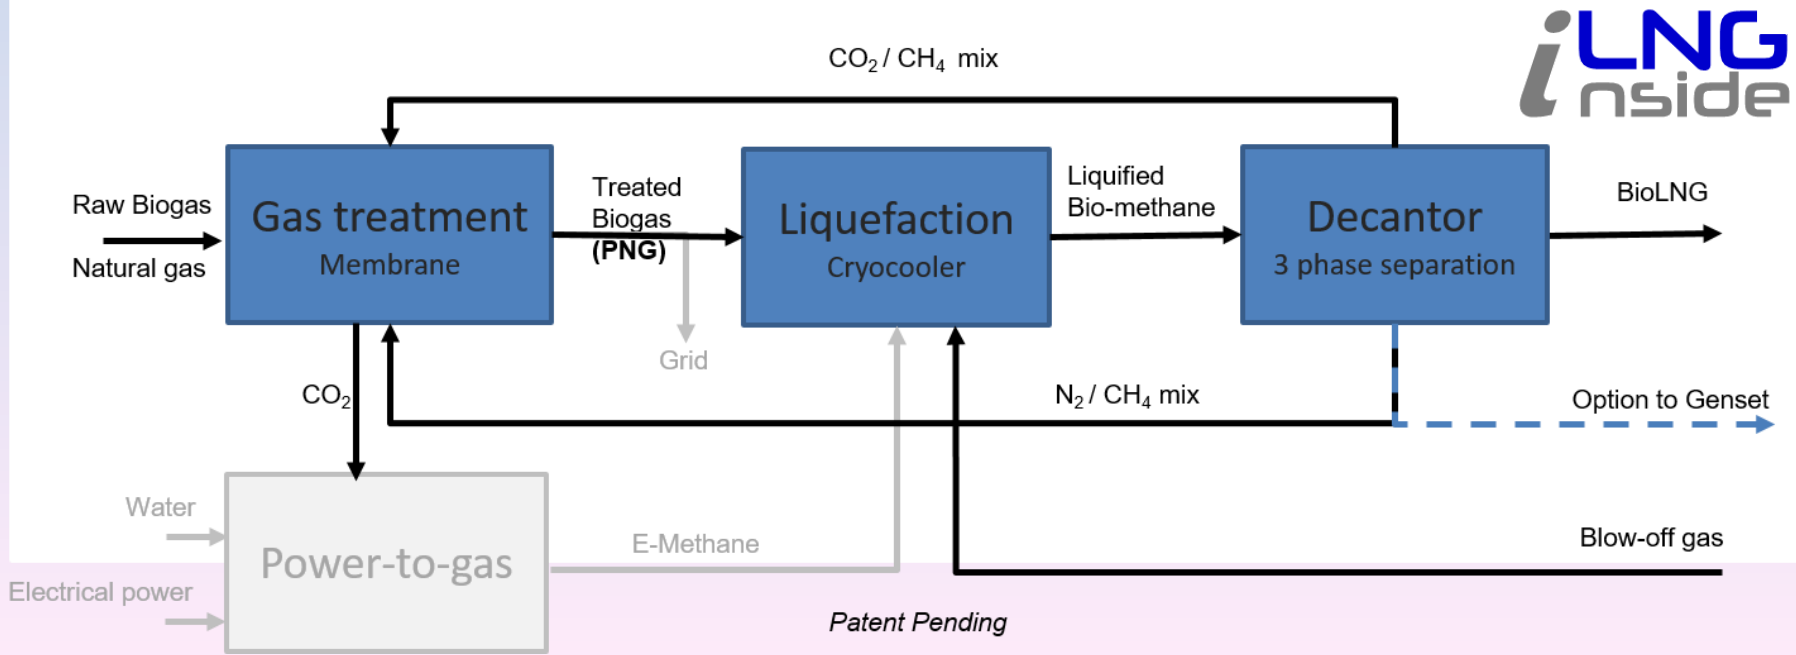 iLNG
nside
CO₂ / CH₄ mix
Raw Biogas
Natural gas
Gas treatment
Membrane
Treated
Biogas
(PNG)
Liquefaction
Cryocooler
Liquified
Bio-methane
Decantor
3 phase separation
BioLNG
Grid
CO₂
N₂ / CH₄ mix
Option to Genset
Water
Electrical power
Power-to-gas
E-Methane
Blow-off gas
Patent Pending